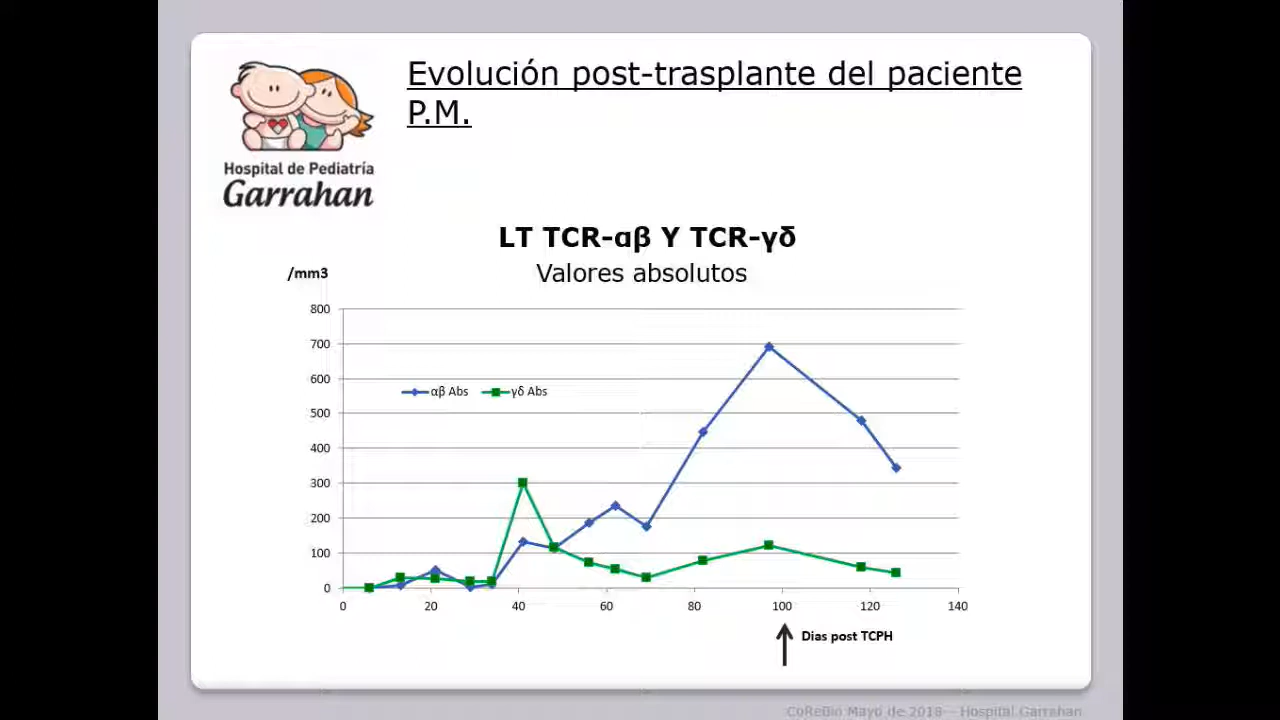 Evolución post-trasplante del paciente
P.M.
Hospital de Pediatría
Garrahan
LT TCR-αβ Y TCR-γδ
Valores absolutos
/mm3
800
700
600
500
400
300
200
100
0
αβ Abs γδ Abs
0 20 40 60 80 100 120 140
Dias post TCPH
CoReBio Mayo de 2018 - Hospital Garrahan